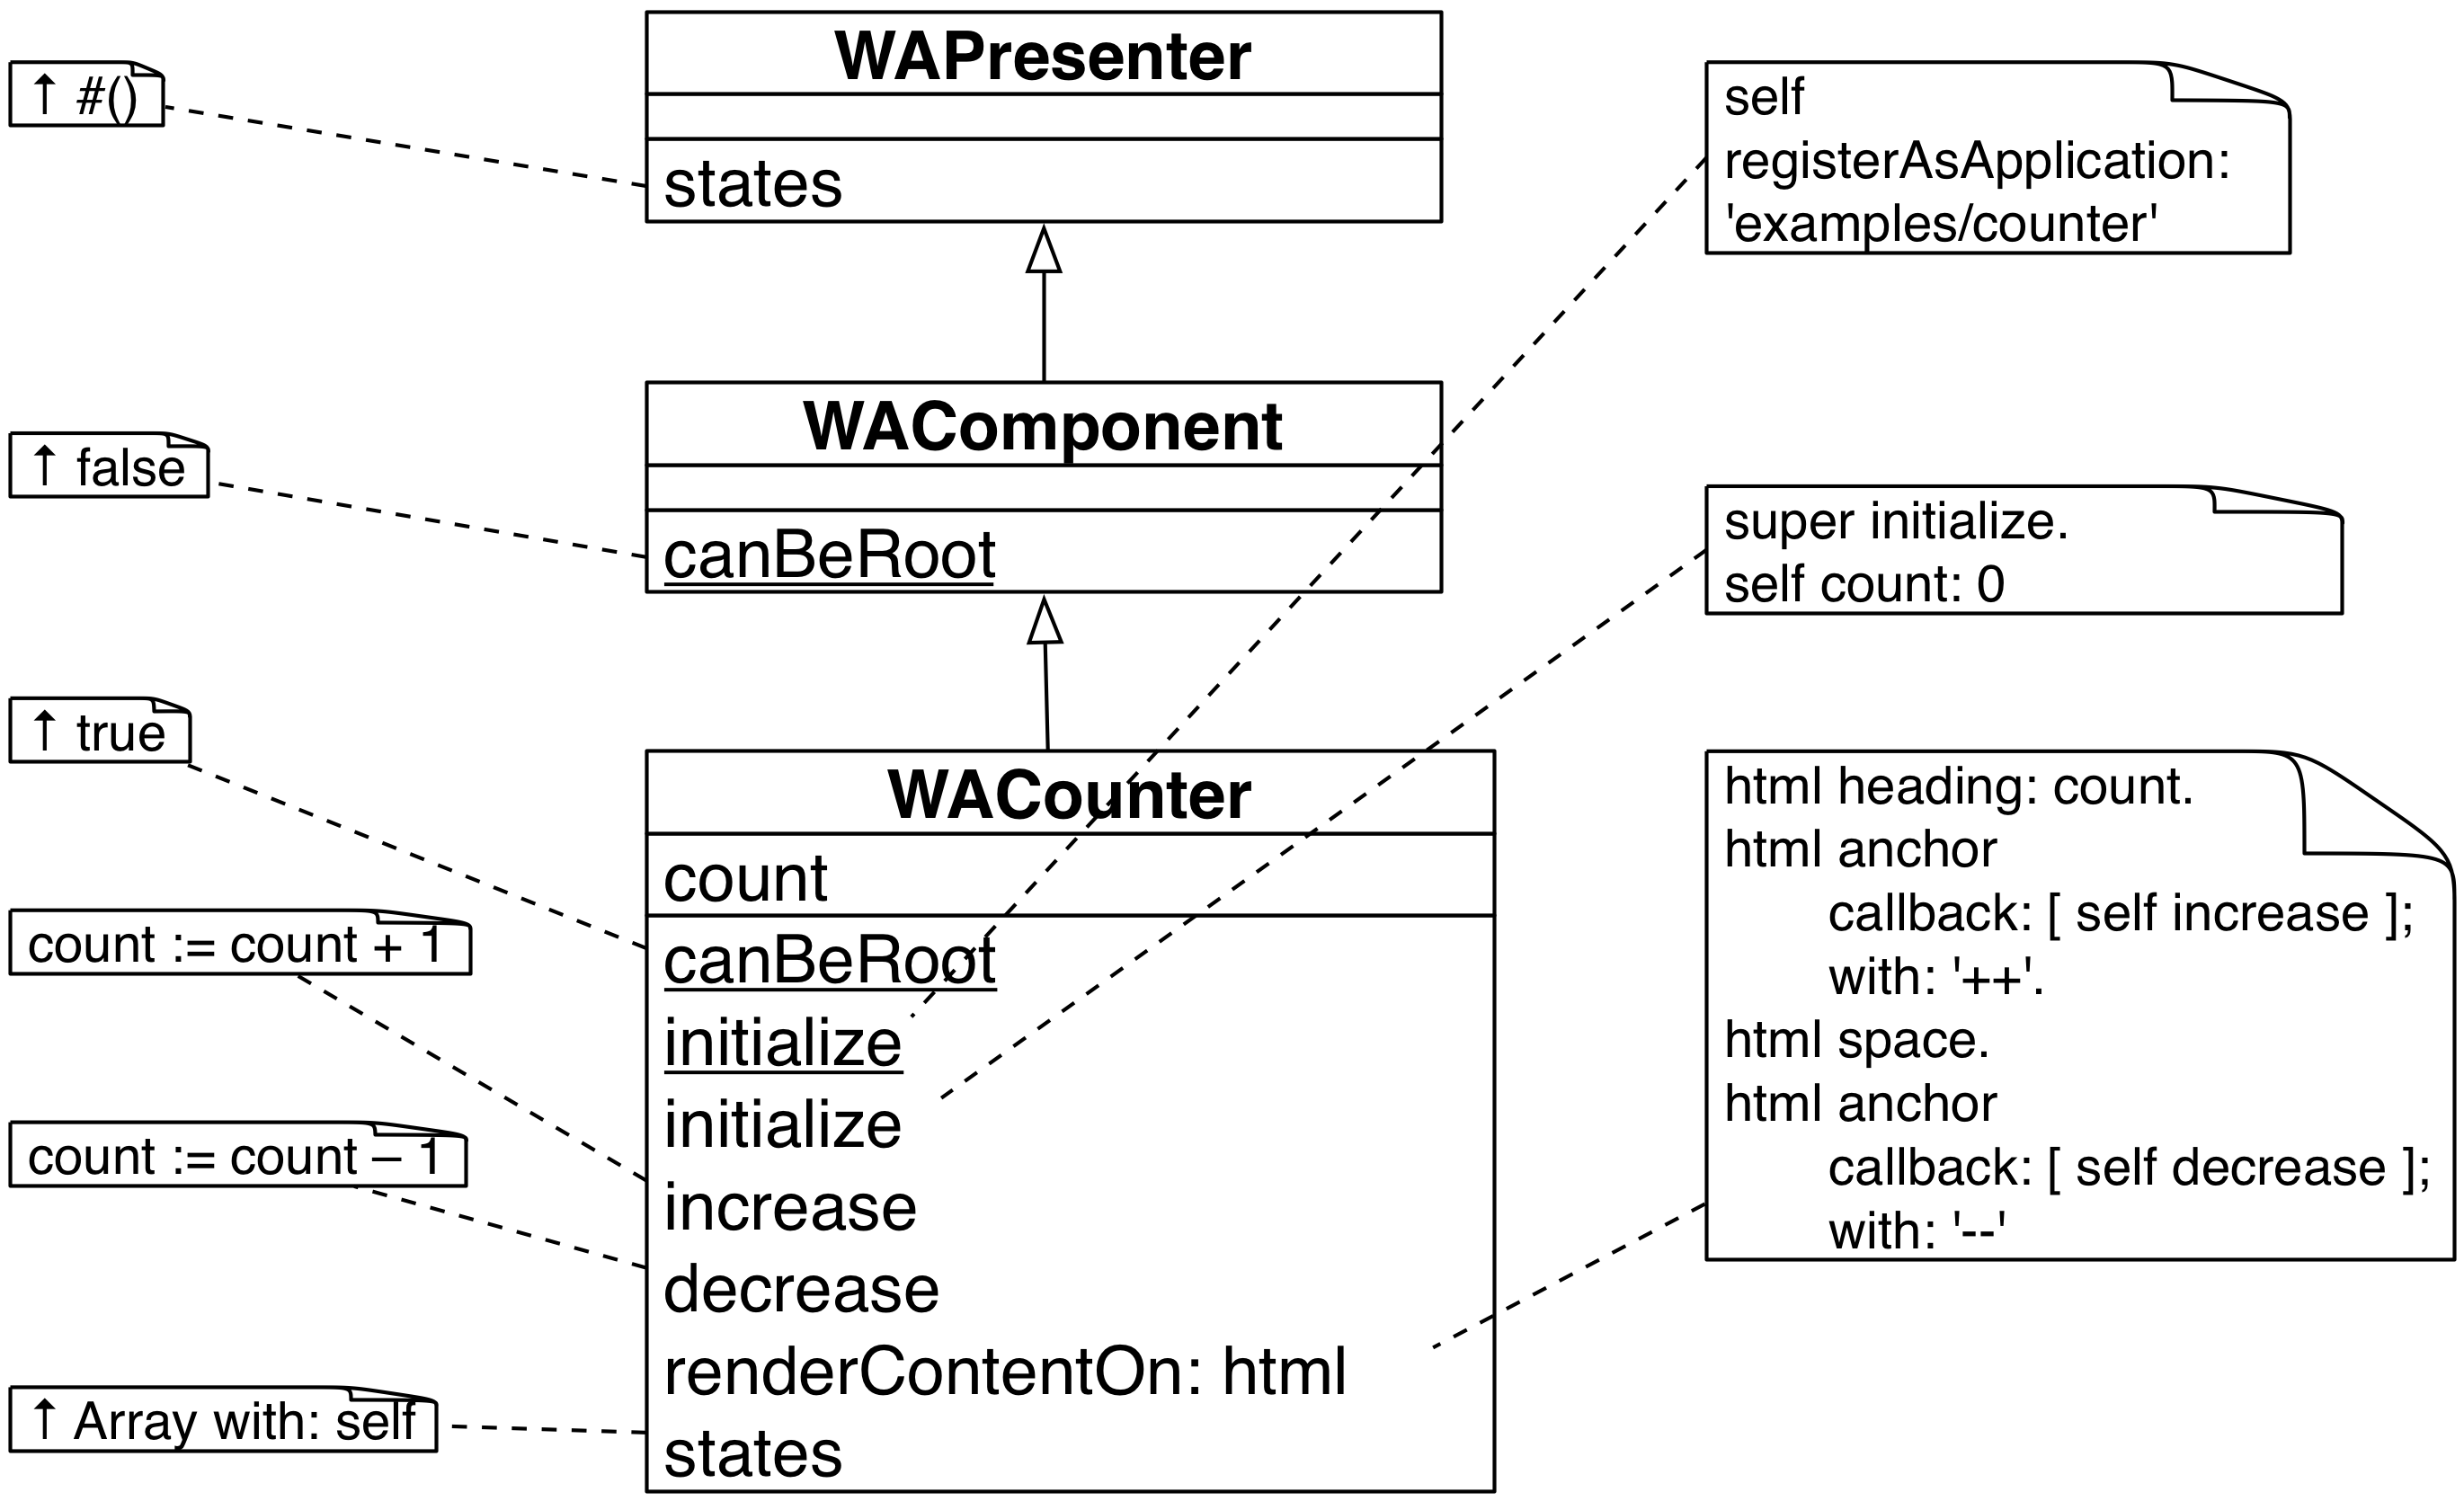 WAPresenter
states
↑ #()
self
registerAsApplication:
'examples/counter'
WAComponent
canBeRoot
↑ false
super initialize.
self count: 0
↑ true
WACounter
count
canBeRoot
initialize
initialize
increase
decrease
renderContentOn: html
states
count := count + 1
count := count – 1
↑ Array with: self
html heading: count.
html anchor
callback: [ self increase ];
with: '++'.
html space.
html anchor
callback: [ self decrease ];
with: '--'